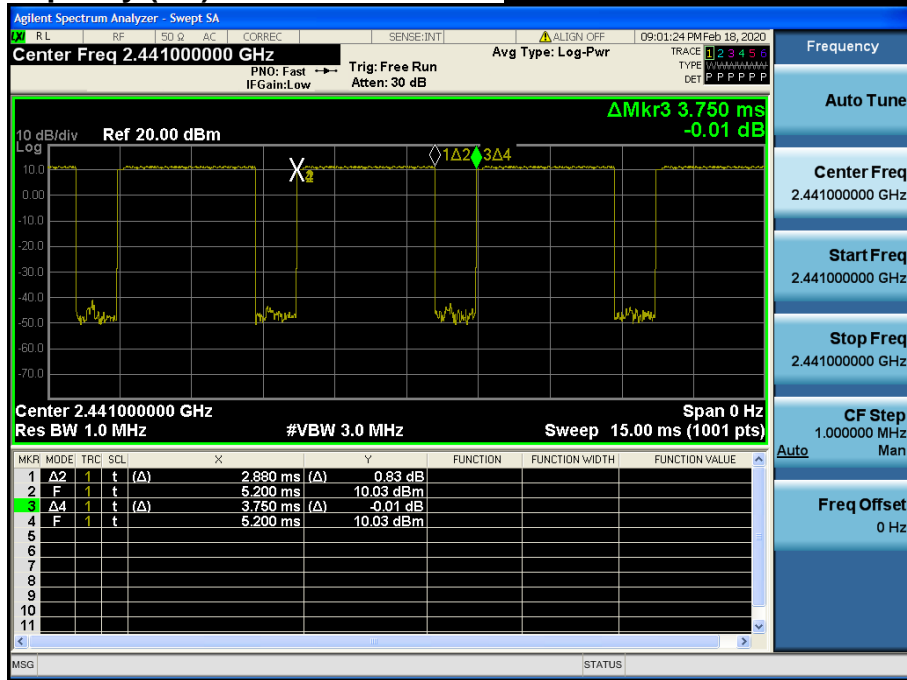 Agilent Spectrum Analyzer - Swept SA
LXI RL RF 50 Ω AC CORREC SENSE:INT ALIGN OFF 09:01:24 PM Feb 18, 2020
Center Freq 2.441000000 GHz
PNO: Fast
IFGain:Low
Trig: Free Run
Atten: 30 dB
Avg Type: Log-Pwr
TRACE 1 2 3 4 5 6
TYPE
DET P P P P P P
ΔMkr3 3.750 ms
-0.01 dB
10 dB/div Ref 20.00 dBm
Log
10.0
0.00
-10.0
-20.0
-30.0
-40.0
-50.0
-60.0
-70.0
1Δ2 3Δ4
Center 2.441000000 GHz Span 0 Hz
Res BW 1.0 MHz #VBW 3.0 MHz Sweep 15.00 ms (1001 pts)
MKR MODE TRC SCL X Y FUNCTION FUNCTION WIDTH FUNCTION VALUE
1 Δ2 1 t (Δ) 2.880 ms (Δ) 0.83 dB
2 F 1 t 5.200 ms 10.03 dBm
3 Δ4 1 t (Δ) 3.750 ms (Δ) -0.01 dB
4 F 1 t 5.200 ms 10.03 dBm
5
6
7
8
9
10
11
MSG STATUS
Frequency
Auto Tune
Center Freq
2.441000000 GHz
Start Freq
2.441000000 GHz
Stop Freq
2.441000000 GHz
CF Step
1.000000 MHz
Auto Man
Freq Offset
0 Hz